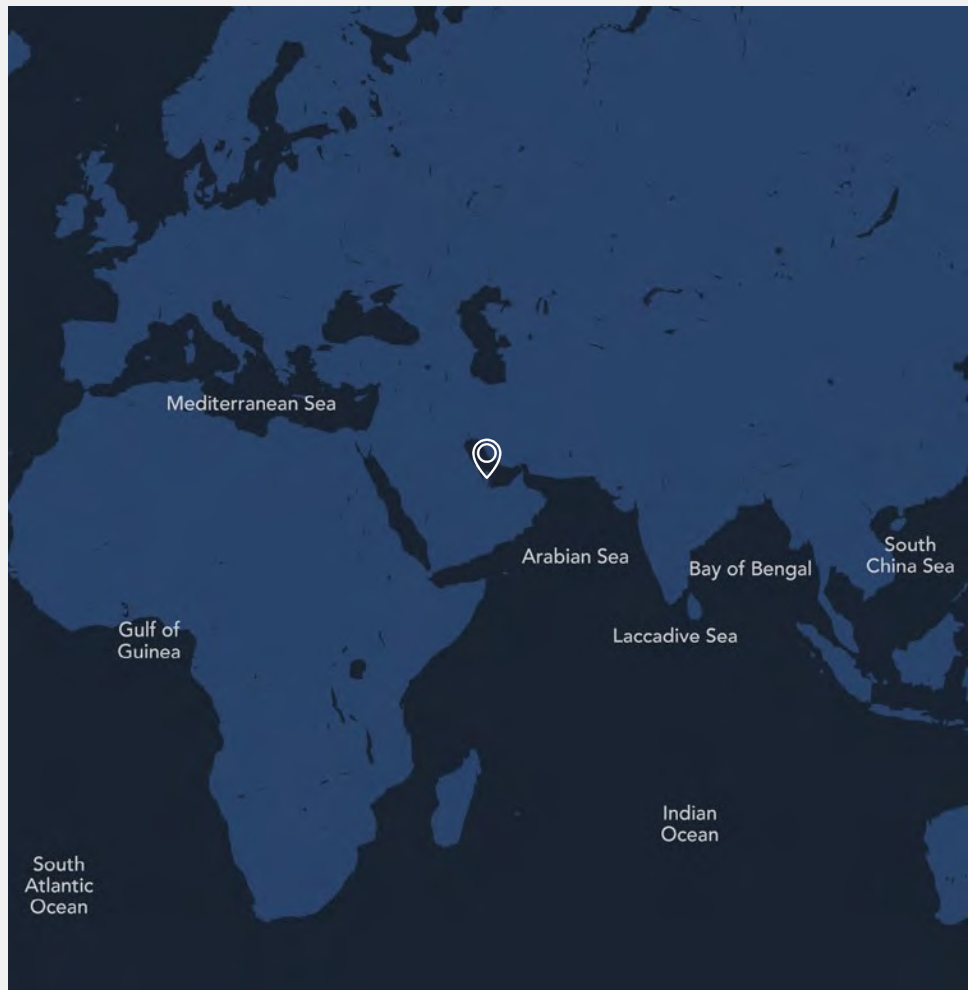 Mediterranean Sea
Arabian Sea
South
China Sea
Bay of Bengal
Gulf of
Guinea
Laccadive Sea
Indian
Ocean
South
Atlantic
Ocean